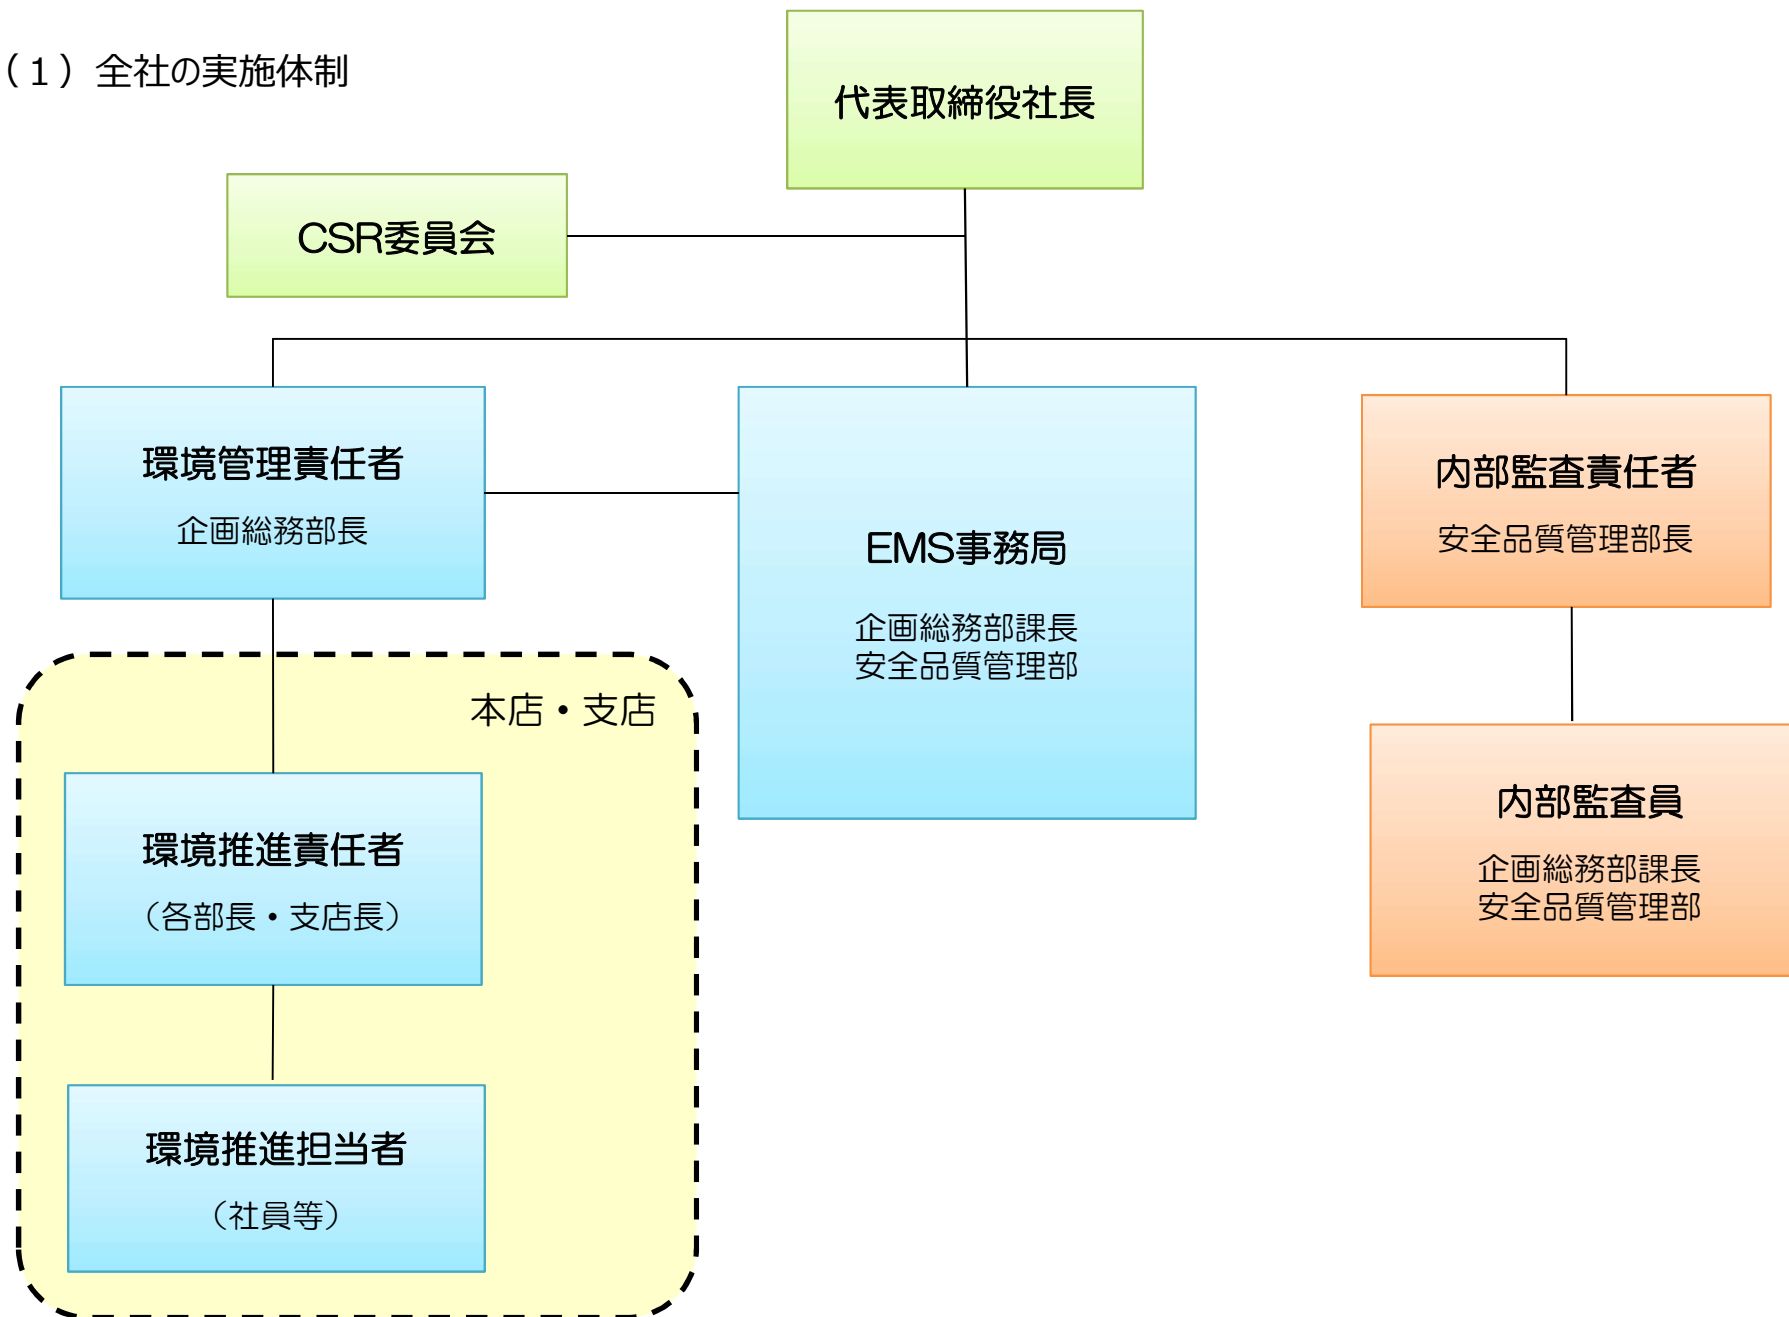 （１）全社の実施体制
代表取締役社長
CSR委員会
環境管理責任者
企画総務部長
EMS事務局
企画総務部課長
安全品質管理部
内部監査責任者
安全品質管理部長
本店・支店
環境推進責任者
（各部長・支店長）
環境推進担当者
（社員等）
内部監査員
企画総務部課長
安全品質管理部